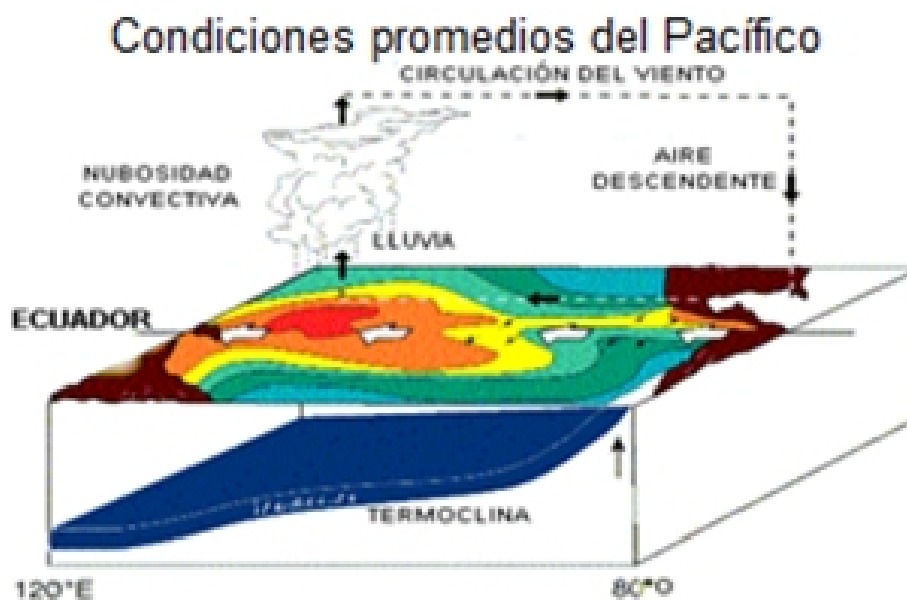 Condiciones promedios del Pacífico
CIRCULACIÓN DEL VIENTO
NUBOSIDAD
CONVECTIVA
AIRE
DESCENDENTE
LLUVIA
ECUADOR
TERMOCLINA
120°E
80°O